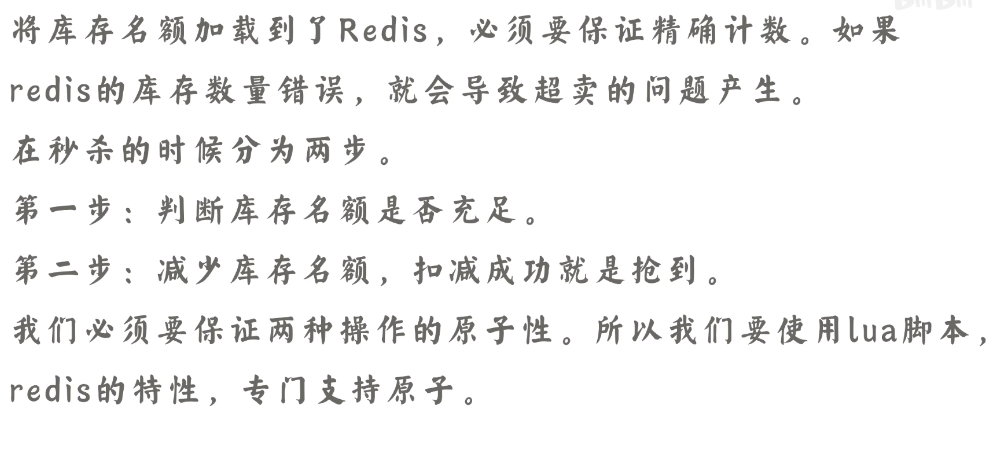 将库存名额加载到了Redis，必须要保证精确计数。如果
redis的库存数量错误，就会导致超卖的问题产生。
在秒杀的时候分为两步。
第一步：判断库存名额是否充足。
第二步：减少库存名额，扣减成功就是抢到。
我们必须要保证两种操作的原子性。所以我们要使用lua脚本，
redis的特性，专门支持原子。